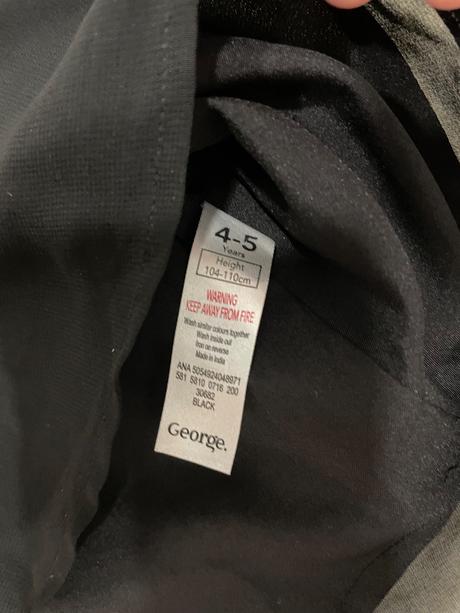 4-5
Years
Height
104-110cm
WARNING
KEEP AWAY FROM FIRE
Wash similar colours together
Wash inside out
Iron on reverse
Made in India
ANA 5054924048971
581 5810 0716 200
30682
BLACK
George.